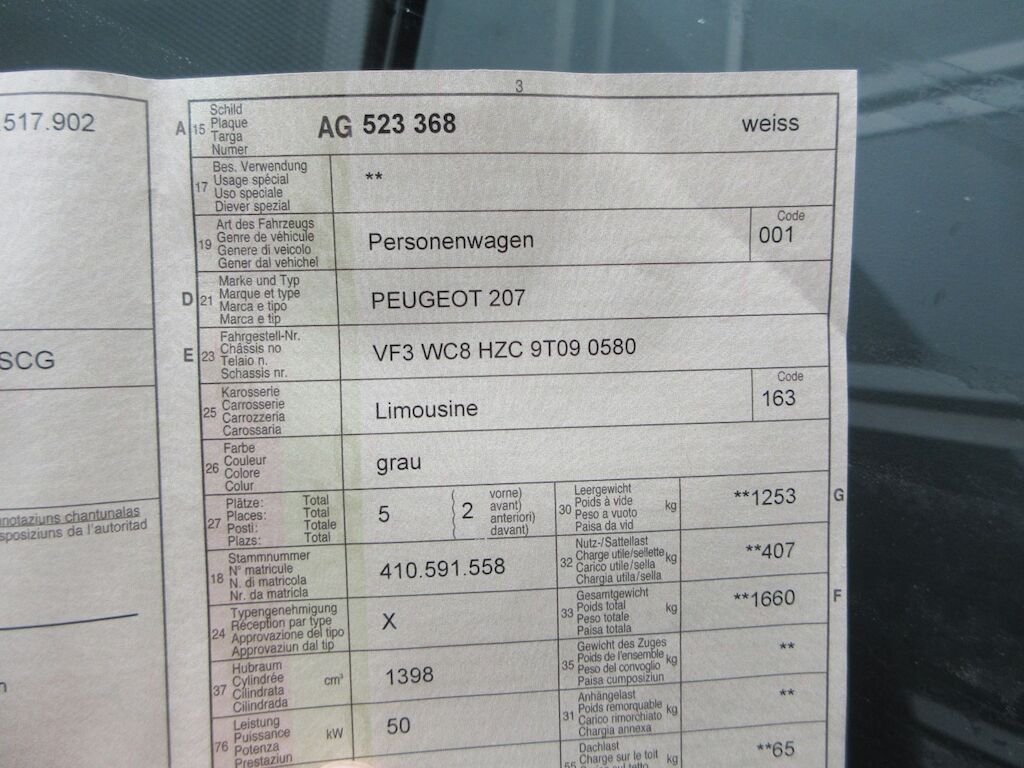 3
.517.902
SCG
nnotaziuns chantunalas
sposiziuns da l'autoritad
n
A 15 Schild
Plaque
Targa
Numer
AG 523 368 weiss
17 Bes. Verwendung
Usage spécial
Uso speciale
Diever spezial
**
19 Art des Fahrzeugs
Genre de véhicule
Genere di veicolo
Gener dal vehichel
Personenwagen
Code
001
D 21 Marke und Typ
Marque et type
Marca e tipo
Marca e tip
PEUGEOT 207
E 23 Fahrgestell-Nr.
Châssis no
Telaio n.
Schassis nr.
VF3 WC8 HZC 9T09 0580
25 Karosserie
Carrosserie
Carrozzeria
Carossaria
Limousine
Code
163
26 Farbe
Couleur
Colore
Colur
grau
27 Plätze: Total
Places: Total
Posti: Totale
Plazs: Total
5
( 2 vorne)
avant)
anteriori)
davant)
30 Leergewicht
Poids à vide
Peso a vuoto
Paisa da vid
kg
**1253 G
18 Stammnummer
N° matricule
N. di matricola
Nr. da matricla
410.591.558
32 Nutz-/Sattellast
Charge utile/sellette
Carico utile/sella
Chargia utila/sella
kg
**407
24 Typengenehmigung
Réception par type
Approvazione del tipo
Approvaziun dal tip
X
33 Gesamtgewicht
Poids total
Peso totale
Paisa totala
kg
**1660 F
37 Hubraum
Cylindrée
Cilindrata
Cilindrada
cm³
1398
35 Gewicht des Zuges
Poids de l'ensemble
Peso del convoglio
Paisa cumposiziun
kg
**
76 Leistung
Puissance
Potenza
Prestaziun
kW
50
31 Anhängelast
Poids remorquable
Carico rimorchiato
Chargia annexa
kg
**
55 Dachlast
Charge sur le toit
kg
**65